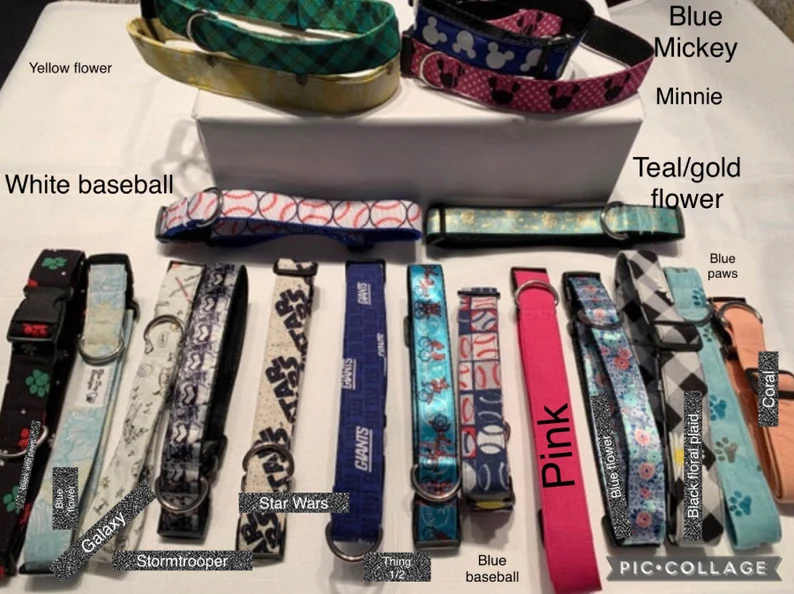 Blue
Mickey
Yellow flower
Minnie
White baseball
Teal/gold
flower
Blue
paws
GIANTS
GIANTS
GIANTS
STAR
Coral
Pink
Black floral plaid
Blue flower
Blue
flower
Galaxy
Star Wars
Stormtrooper
Thing
1/2
Blue
baseball
PIC•COLLAGE